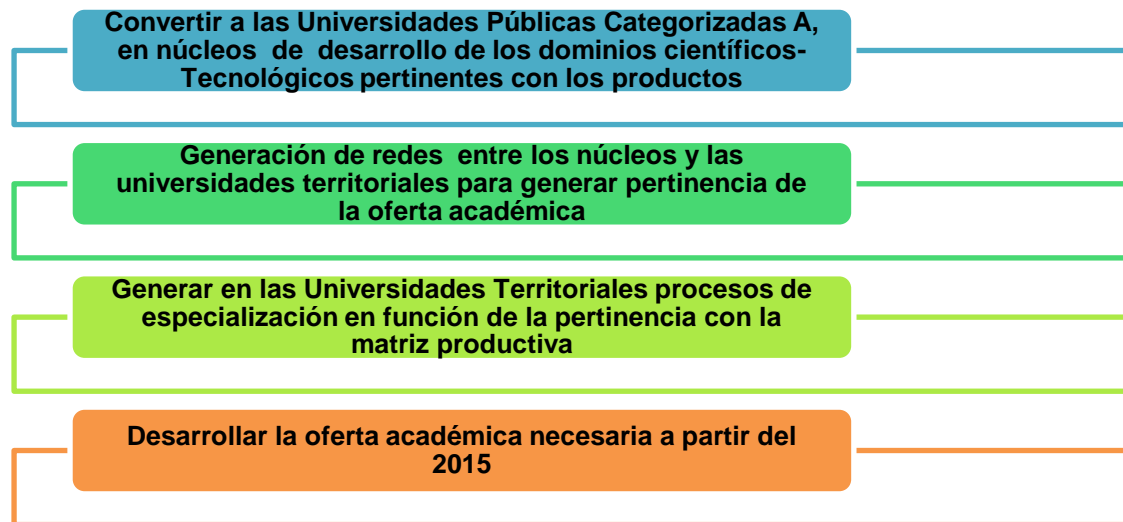 Convertir a las Universidades Públicas Categorizadas A,
en núcleos de desarrollo de los dominios científicos-
Tecnológicos pertinentes con los productos
Generación de redes entre los núcleos y las
universidades territoriales para generar pertinencia de
la oferta académica
Generar en las Universidades Territoriales procesos de
especialización en función de la pertinencia con la
matriz productiva
Desarrollar la oferta académica necesaria a partir del
2015